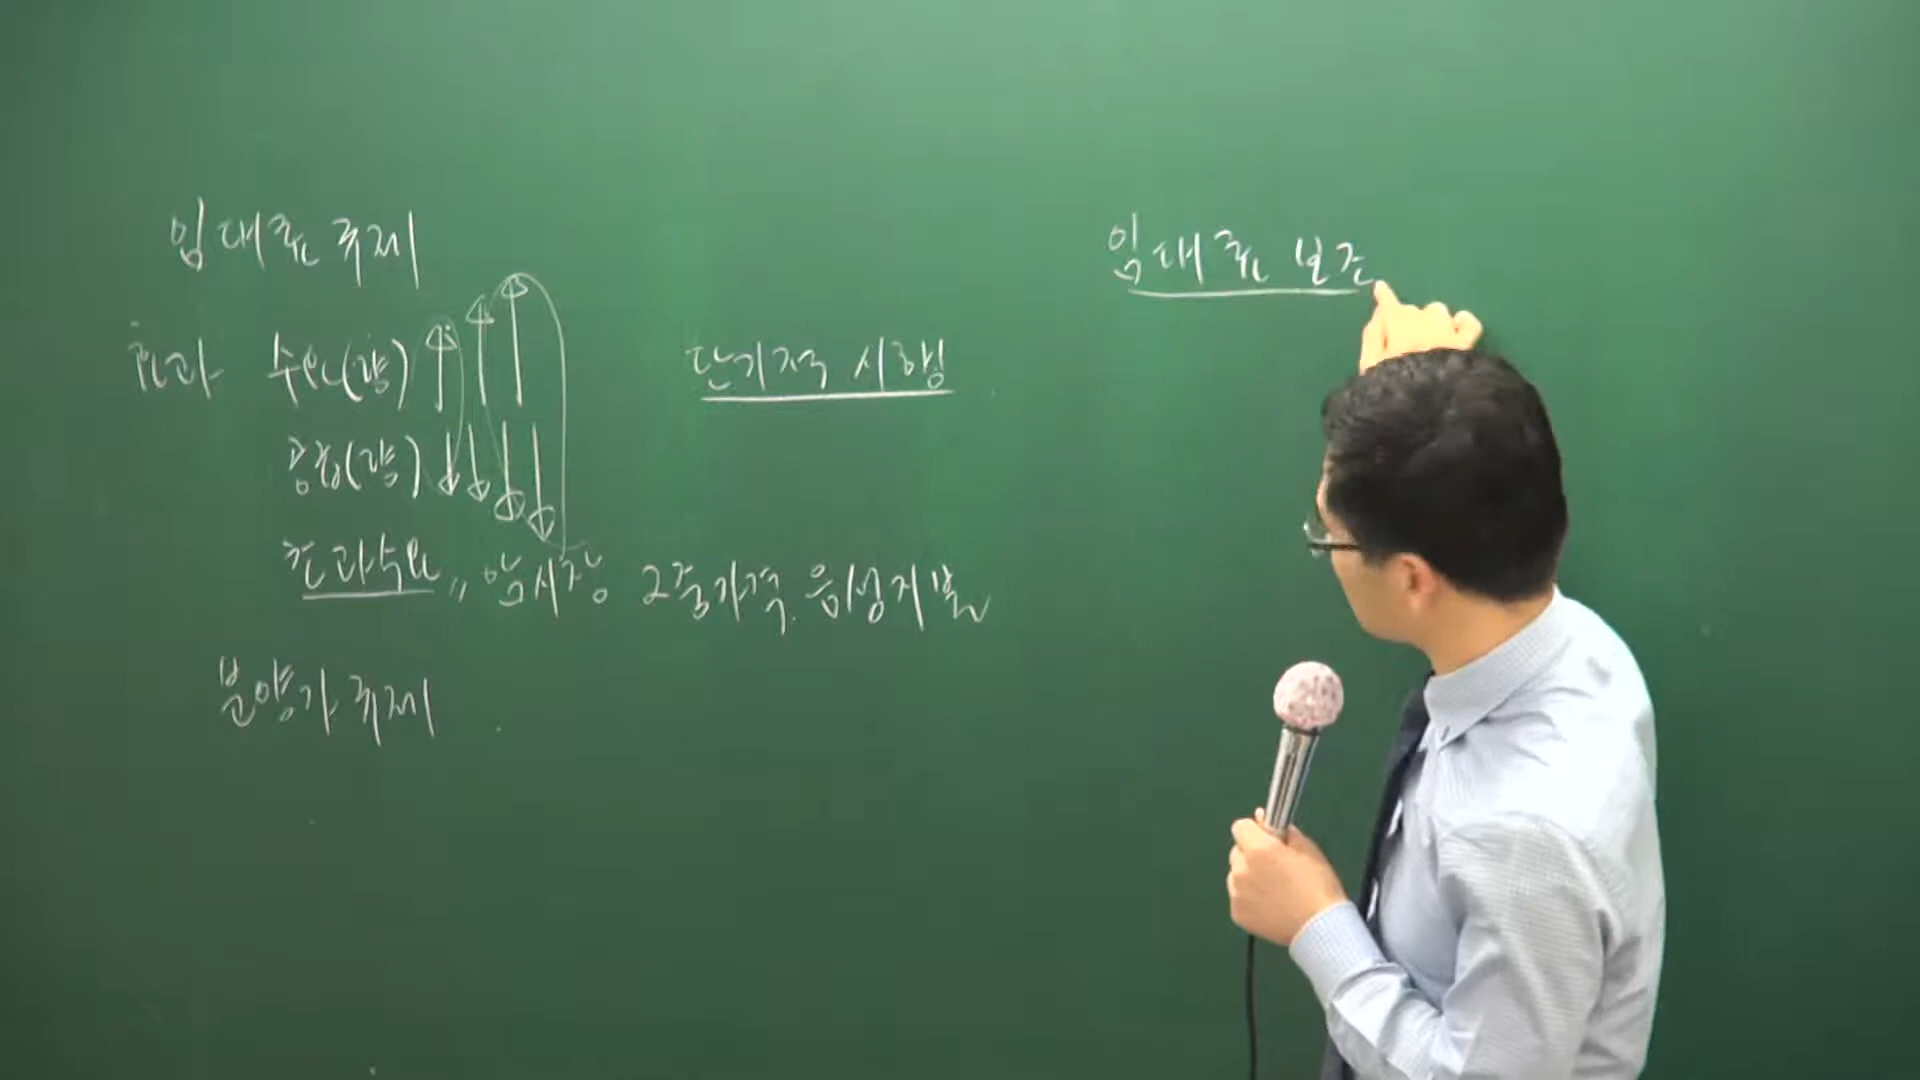 임대료 규제
효과 수요(량)
공급(량)
초과수요 〃 암시장 2중가격. 음성지불
분양가 규제
단기적 시행
임대료 보조